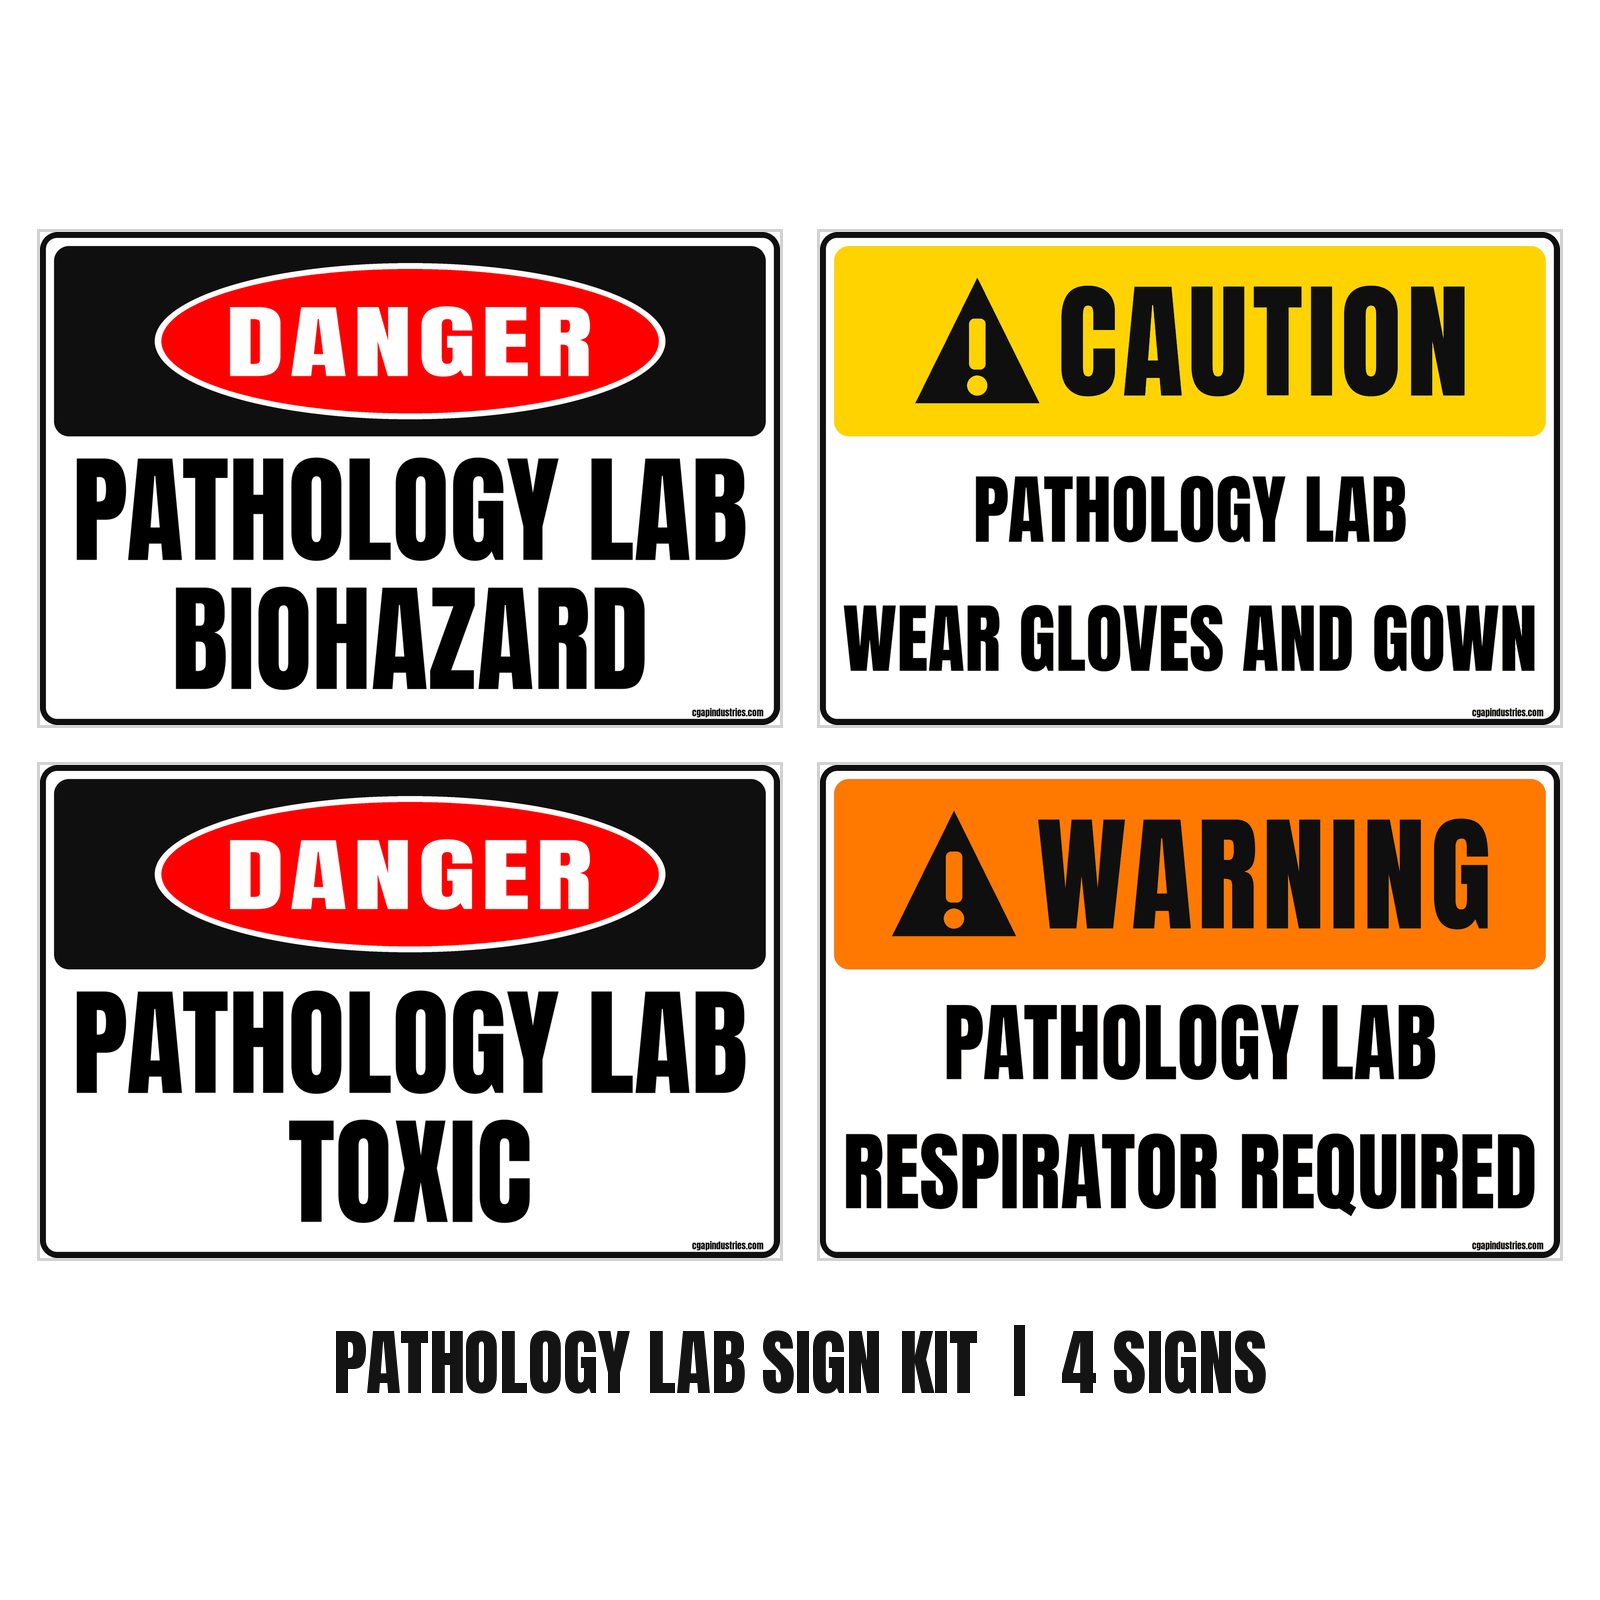 DANGER
PATHOLOGY LAB
BIOHAZARD
cgapindustries.com
CAUTION
PATHOLOGY LAB
WEAR GLOVES AND GOWN
cgapindustries.com
DANGER
PATHOLOGY LAB
TOXIC
cgapindustries.com
WARNING
PATHOLOGY LAB
RESPIRATOR REQUIRED
cgapindustries.com
PATHOLOGY LAB SIGN KIT | 4 SIGNS